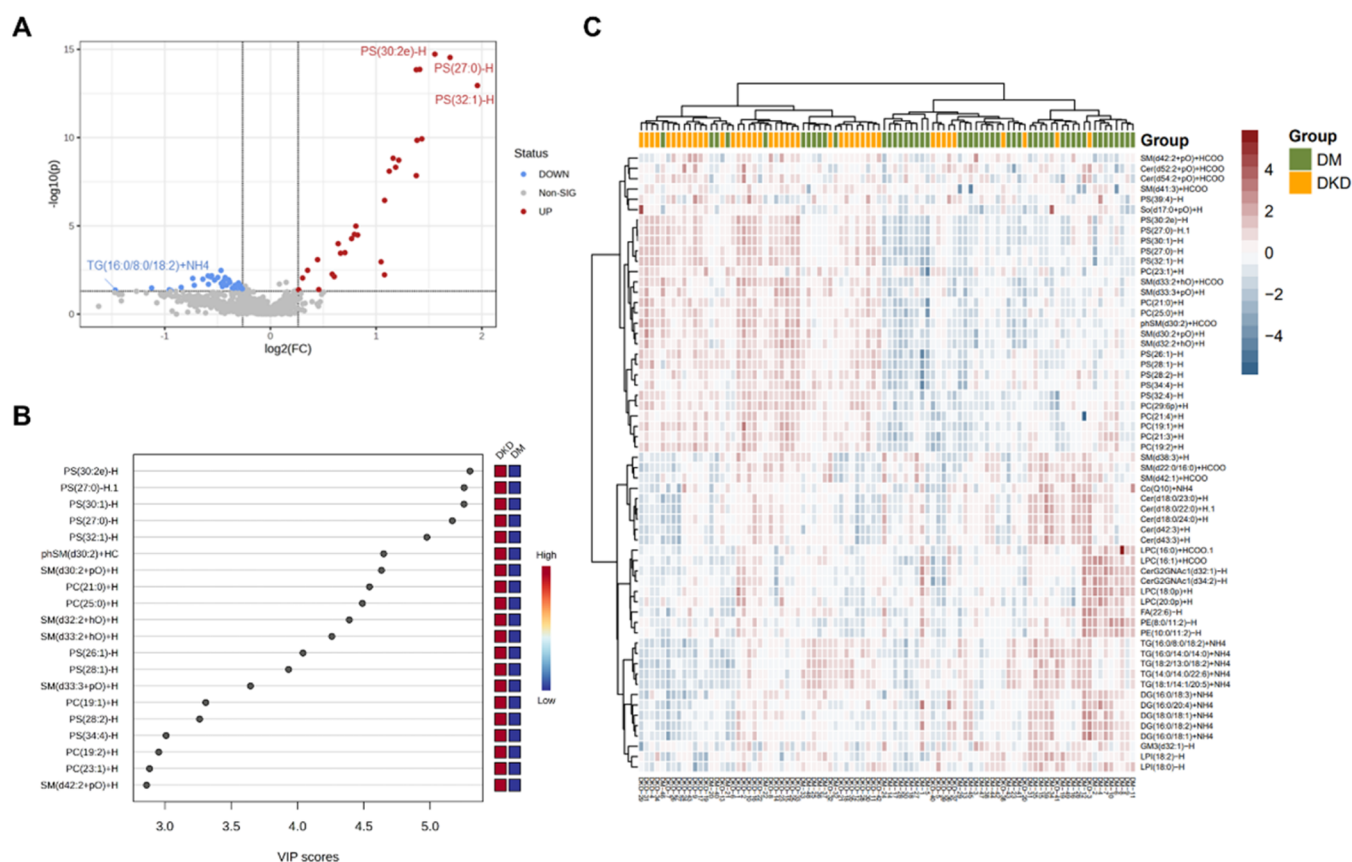 A
15
10
5
0
-log10(p)
-1
0
1
2
log2(FC)
PS(30:2e)-H
PS(27:0)-H
PS(32:1)-H
TG(16:0/8:0/18:2)+NH4
Status
DOWN
Non-SIG
UP
B
PS(30:2e)-H
PS(27:0)-H.1
PS(30:1)-H
PS(27:0)-H
PS(32:1)-H
phSM(d30:2)+HC
SM(d30:2+pO)+H
PC(21:0)+H
PC(25:0)+H
SM(d32:2+hO)+H
SM(d33:2+hO)+H
PS(26:1)-H
PS(28:1)-H
SM(d33:3+pO)+H
PC(19:1)+H
PS(28:2)-H
PS(34:4)-H
PC(19:2)+H
PC(23:1)+H
SM(d42:2+pO)+H
3.0
3.5
4.0
4.5
5.0
VIP scores
DKD
DM
High
Low
C
Group
SM(d42:2+pO)+HCOO
Cer(d52:2+pO)+HCOO
Cer(d54:2+pO)+HCOO
SM(d41:3)+HCOO
PS(39:4)−H
So(d17:0+pO)+H
PS(30:2e)−H
PS(27:0)−H.1
PS(30:1)−H
PS(27:0)−H
PS(32:1)−H
PC(23:1)+H
SM(d33:2+hO)+HCOO
SM(d33:3+pO)+H
PC(21:0)+H
PC(25:0)+H
phSM(d30:2)+HCOO
SM(d30:2+pO)+H
SM(d32:2+hO)+H
PS(26:1)−H
PS(28:1)−H
PS(28:2)−H
PS(34:4)−H
PS(32:4)−H
PC(29:6p)+H
PC(21:4)+H
PC(19:1)+H
PC(21:3)+H
PC(19:2)+H
SM(d38:3)+H
SM(d22:0/16:0)+HCOO
SM(d42:1)+HCOO
Co(Q10)+NH4
Cer(d18:0/23:0)+H
Cer(d18:0/22:0)+H.1
Cer(d18:0/24:0)+H
Cer(d42:3)+H
Cer(d43:3)+H
LPC(16:0)+HCOO.1
LPC(16:1)+HCOO
CerG2GNAc1(d32:1)−H
CerG2GNAc1(d34:2)−H
LPC(18:0p)+H
LPC(20:0p)+H
FA(22:6)−H
PE(8:0/11:2)−H
PE(10:0/11:2)−H
TG(16:0/8:0/18:2)+NH4
TG(16:0/14:0/14:0)+NH4
TG(18:2/13:0/18:2)+NH4
TG(14:0/14:0/22:6)+NH4
TG(18:1/14:1/20:5)+NH4
DG(16:0/18:3)+NH4
DG(16:0/20:4)+NH4
DG(18:0/18:1)+NH4
DG(16:0/18:2)+NH4
DG(16:0/18:1)+NH4
GM3(d32:1)−H
LPI(18:2)−H
LPI(18:0)−H
4
2
0
−2
−4
Group
DM
DKD